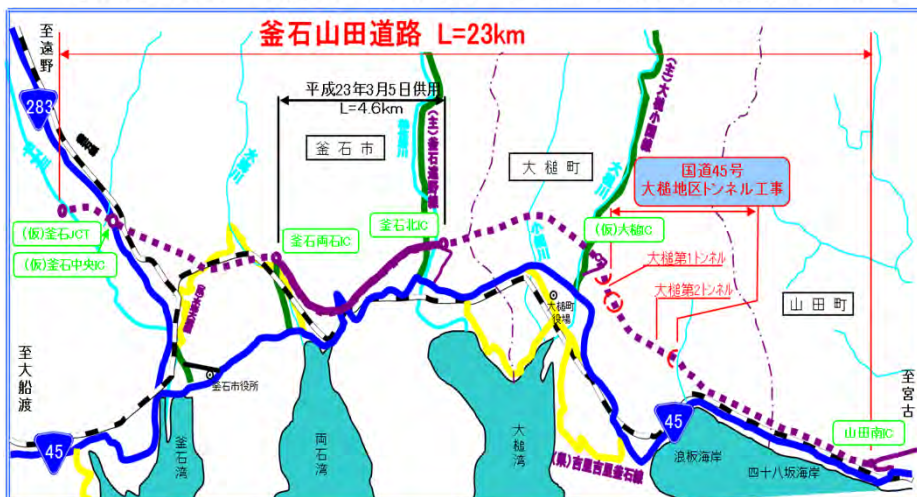 釜石山田道路 L=23km
至遠野
平成23年3月5日供用
L=4.6km
283
釜石市
(主)釜石遠野線
大槌町
(主)大槌小国線
国道45号
大槌地区トンネル工事
釜石両石IC
釜石北IC
(仮)大槌IC
(仮)釜石JCT
(仮)釜石中央IC
大槌第1トンネル
大槌第2トンネル
山田町
小鎚川
大槌町
役場
至大船渡
釜石市役所
至宮古
45
釜石湾
両石湾
大槌湾
(県)吉里吉里釜石線
45
浪板海岸
四十八坂海岸
山田南IC